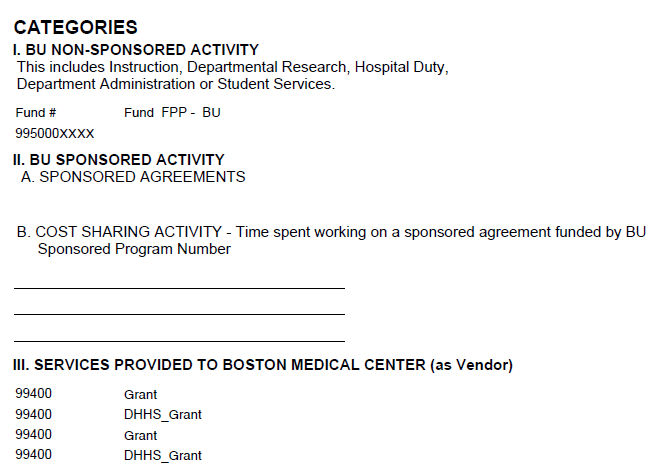 CATEGORIES
I. BU NON-SPONSORED ACTIVITY
This includes Instruction, Departmental Research, Hospital Duty,
Department Administration or Student Services.
Fund # Fund FPP - BU
995000XXXX
II. BU SPONSORED ACTIVITY
A. SPONSORED AGREEMENTS
B. COST SHARING ACTIVITY - Time spent working on a sponsored agreement funded by BU
Sponsored Program Number
III. SERVICES PROVIDED TO BOSTON MEDICAL CENTER (as Vendor)
99400 Grant
99400 DHHS_Grant
99400 Grant
99400 DHHS_Grant